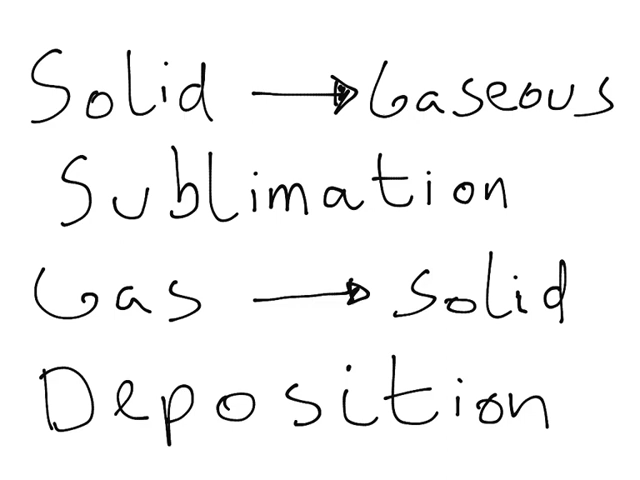 Solid → Gaseous
Sublimation
Gas → Solid
Deposition